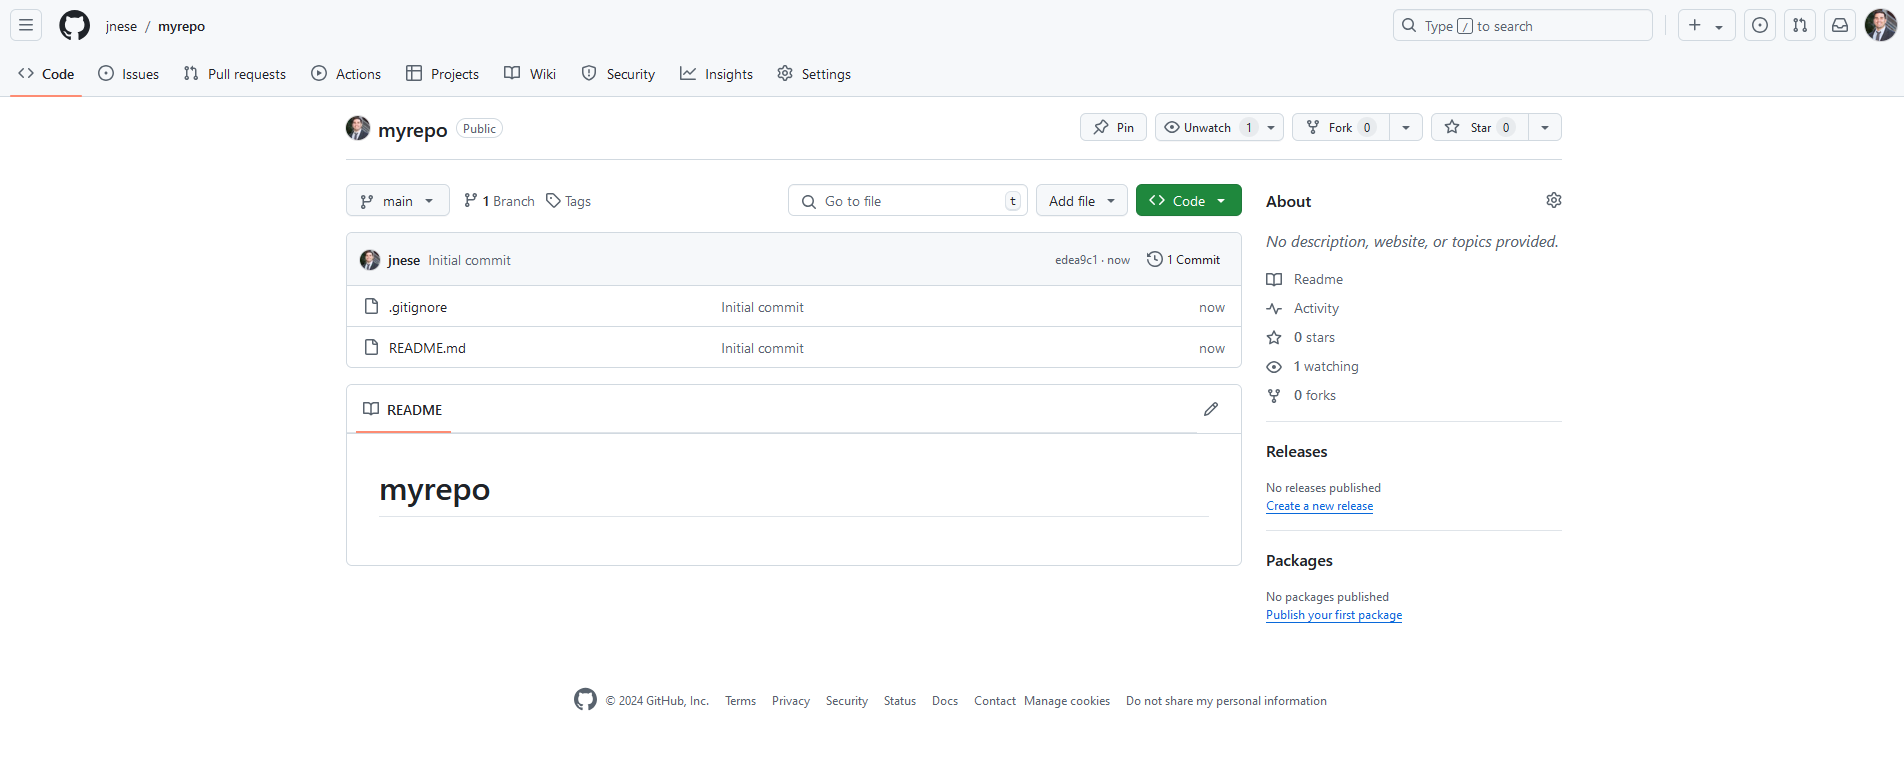 jnese / myrepo
Type / to search
Code Issues Pull requests Actions Projects Wiki Security Insights Settings
myrepo Public
Pin Unwatch 1 Fork 0 Star 0
main 1 Branch Tags Go to file t Add file Code
jnese Initial commit edea9c1 · now 1 Commit
.gitignore Initial commit now
README.md Initial commit now
README
myrepo
About
No description, website, or topics provided.
Readme
Activity
0 stars
1 watching
0 forks
Releases
No releases published
Create a new release
Packages
No packages published
Publish your first package
© 2024 GitHub, Inc. Terms Privacy Security Status Docs Contact Manage cookies Do not share my personal information